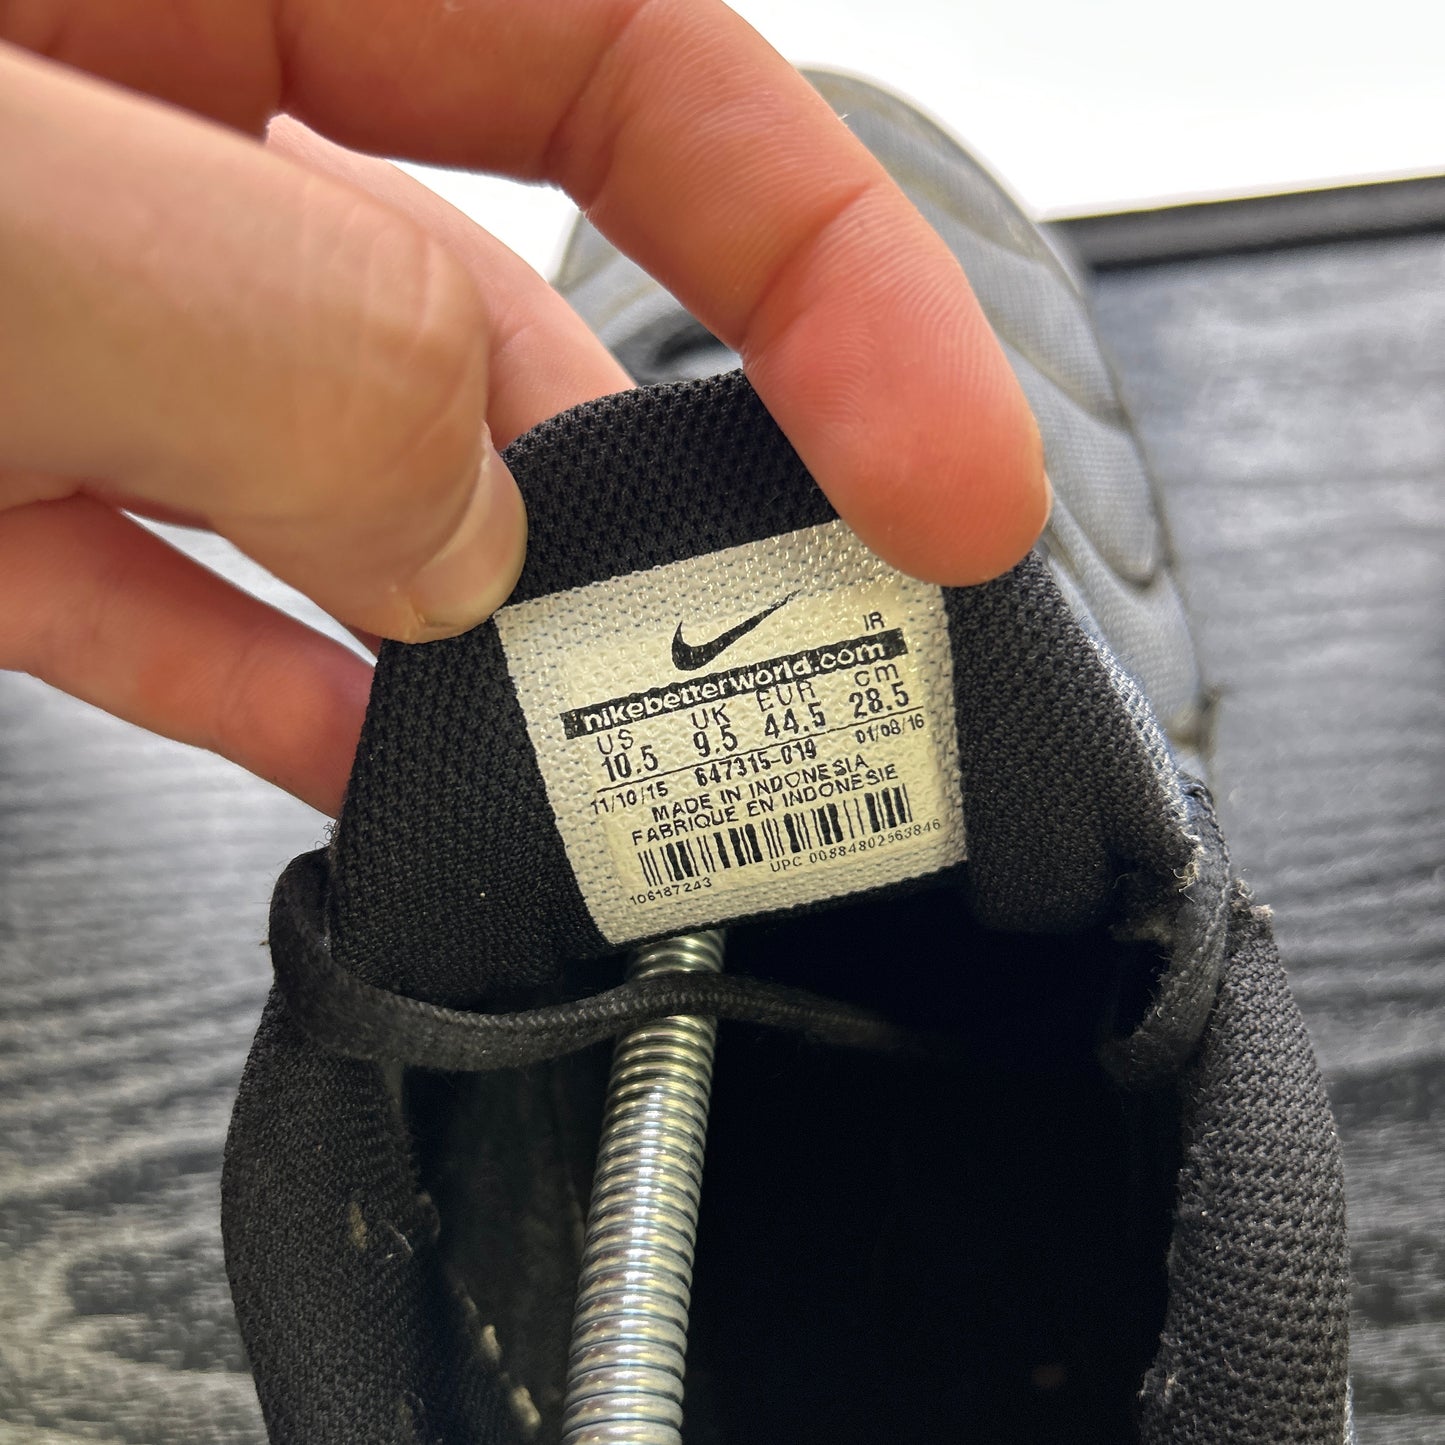 IR
nikebetterworld.com
US UK EUR cm
10.5 9.5 44.5 28.5
11/10/15 647315-019 01/08/16
MADE IN INDONESIA
FABRIQUE EN INDONESIE
106187243 UPC 00884802563846